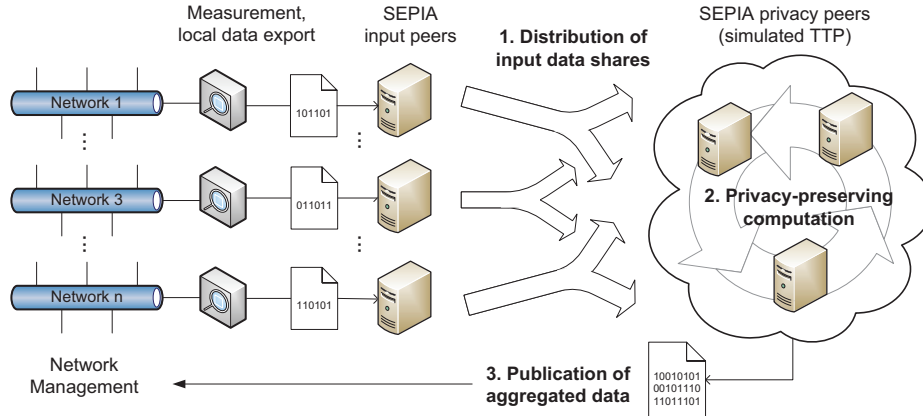 Measurement,
local data export
SEPIA
input peers
1. Distribution of
input data shares
SEPIA privacy peers
(simulated TTP)
Network 1
101101
Network 3
011011
2. Privacy-preserving
computation
Network n
110101
Network
Management
3. Publication of
aggregated data
10010101
00101110
11011101